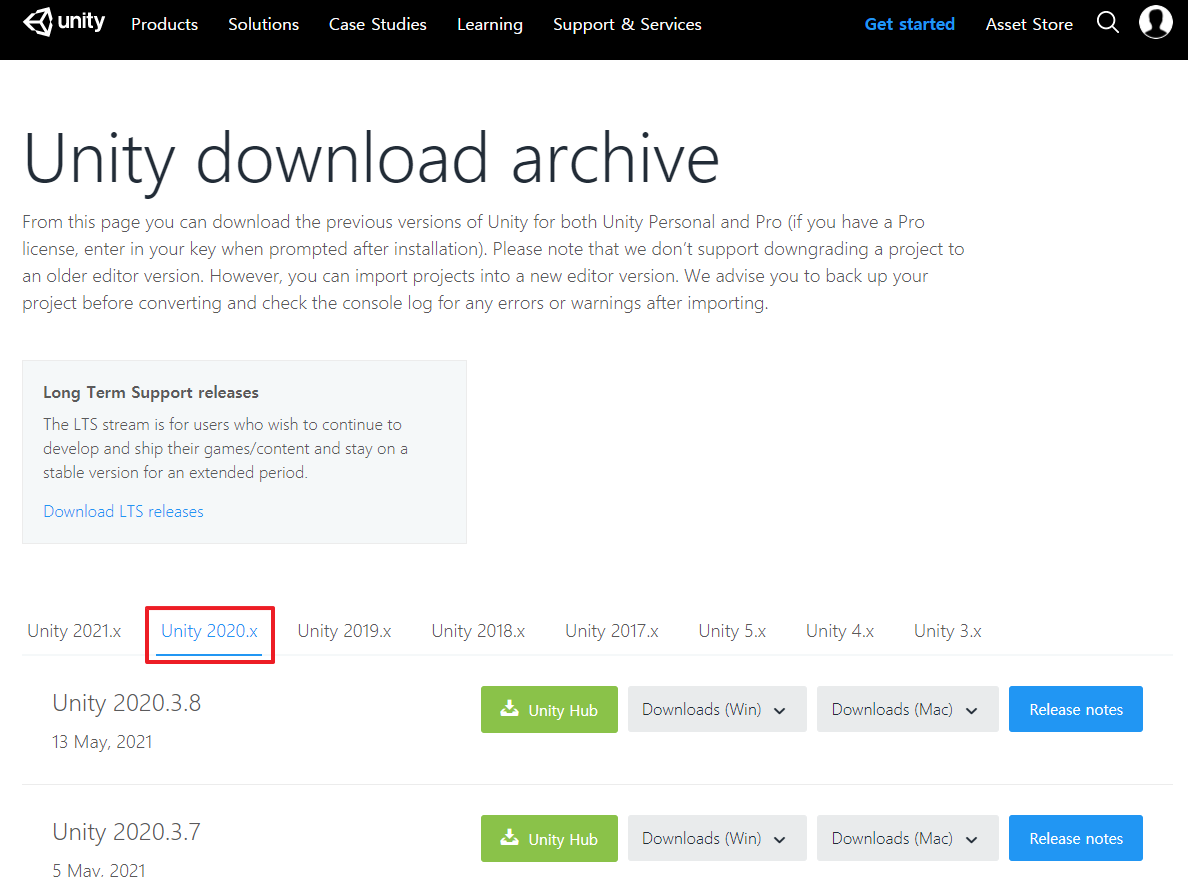 unity Products Solutions Case Studies Learning Support & Services Get started Asset Store
Unity download archive
From this page you can download the previous versions of Unity for both Unity Personal and Pro (if you have a Pro
license, enter in your key when prompted after installation). Please note that we don’t support downgrading a project to
an older editor version. However, you can import projects into a new editor version. We advise you to back up your
project before converting and check the console log for any errors or warnings after importing.
Long Term Support releases
The LTS stream is for users who wish to continue to
develop and ship their games/content and stay on a
stable version for an extended period.
Download LTS releases
Unity 2021.x Unity 2020.x Unity 2019.x Unity 2018.x Unity 2017.x Unity 5.x Unity 4.x Unity 3.x
Unity 2020.3.8 Unity Hub Downloads (Win) Downloads (Mac) Release notes
13 May, 2021
Unity 2020.3.7 Unity Hub Downloads (Win) Downloads (Mac) Release notes
5 May, 2021